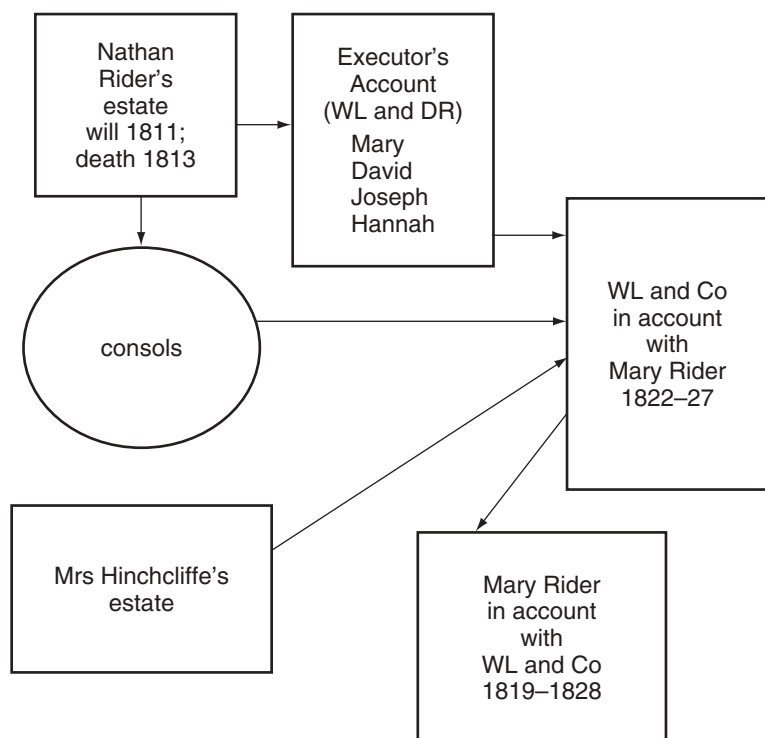 Nathan
Rider’s
estate
will 1811;
death 1813
Executor’s
Account
(WL and DR)
Mary
David
Joseph
Hannah
consols
WL and Co
in account
with
Mary Rider
1822–27
Mrs Hinchcliffe’s
estate
Mary Rider
in account
with
WL and Co
1819–1828